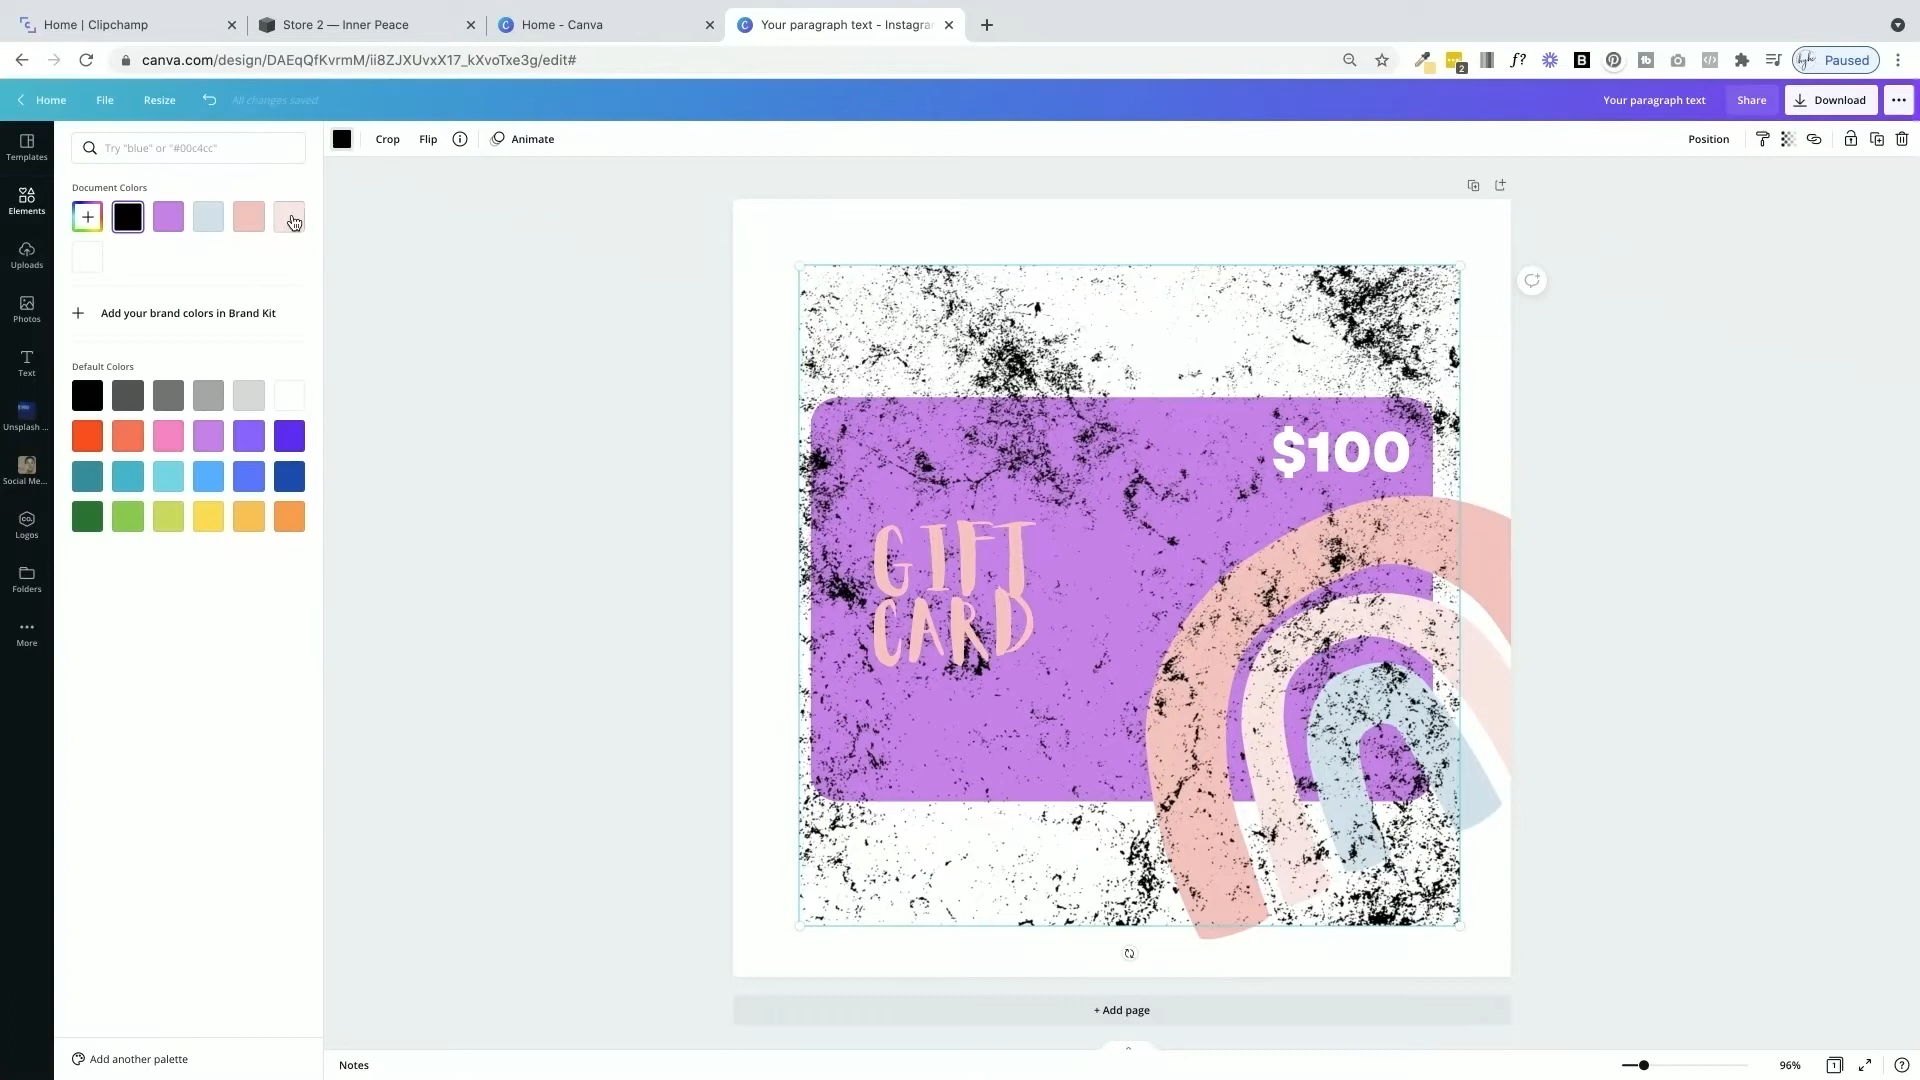 Home | Clipchamp
Store 2 — Inner Peace
Home - Canva
Your paragraph text - Instagra
canva.com/design/DAEqQfKvrmM/ii8ZJXUvxX17_kXvoTxe3g/edit#
2
f?
B
Paused
Home
File
Resize
All changes saved
Your paragraph text
Share
Download
Try "blue" or "#00c4cc"
Crop
Flip
Animate
Position
Templates
Elements
Uploads
Photos
Text
Unsplash ...
Social Me...
CO.
Logos
Folders
More
Document Colors
Add your brand colors in Brand Kit
Default Colors
$100
GIFT
CARD
+ Add page
Add another palette
Notes
96%
1